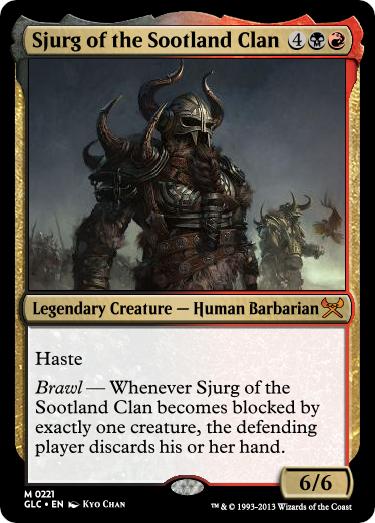 Sjurg of the Sootland Clan 4
Legendary Creature — Human Barbarian
Haste
Brawl — Whenever Sjurg of the
Sootland Clan becomes blocked by
exactly one creature, the defending
player discards his or her hand.
6/6
M 0221
GLC • EN Kyo Chan
™ & © 1993-2013 Wizards of the Coast